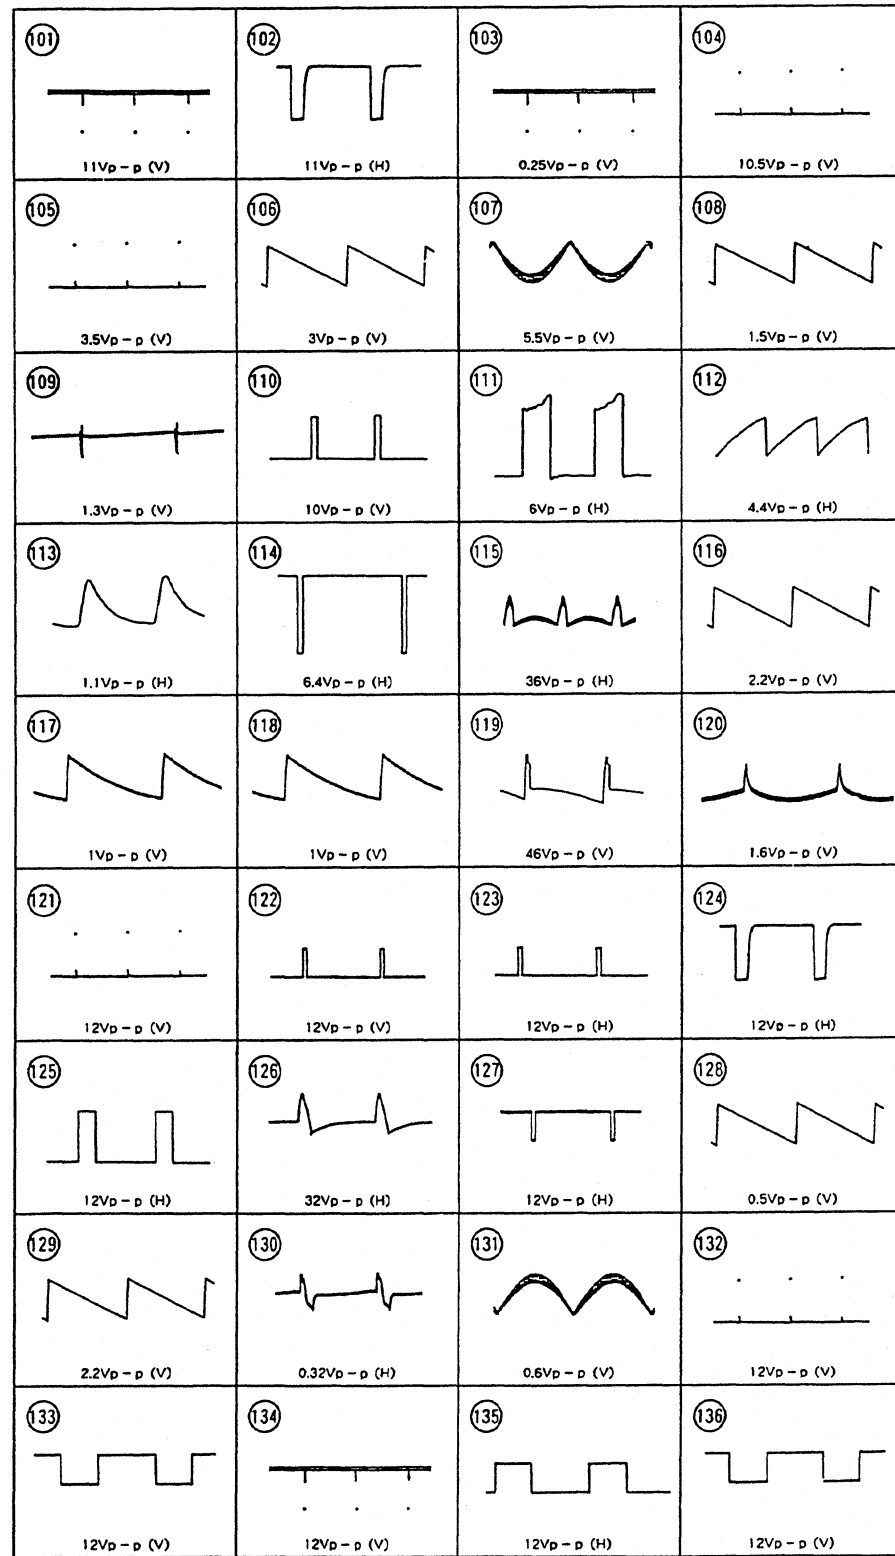 101 102 103 104
11Vp-p (V) 11Vp-p (H) 0.25Vp-p (V) 10.5Vp-p (V)
105 106 107 108
3.5Vp-p (V) 3Vp-p (V) 5.5Vp-p (V) 1.5Vp-p (V)
109 110 111 112
1.3Vp-p (V) 10Vp-p (V) 6Vp-p (H) 4.4Vp-p (H)
113 114 115 116
1.1Vp-p (H) 6.4Vp-p (H) 36Vp-p (H) 2.2Vp-p (V)
117 118 119 120
1Vp-p (V) 1Vp-p (V) 46Vp-p (V) 1.6Vp-p (V)
121 122 123 124
12Vp-p (V) 12Vp-p (V) 12Vp-p (H) 12Vp-p (H)
125 126 127 128
12Vp-p (H) 32Vp-p (H) 12Vp-p (H) 0.5Vp-p (V)
129 130 131 132
2.2Vp-p (V) 0.32Vp-p (H) 0.6Vp-p (V) 12Vp-p (V)
133 134 135 136
12Vp-p (V) 12Vp-p (V) 12Vp-p (H) 12Vp-p (V)